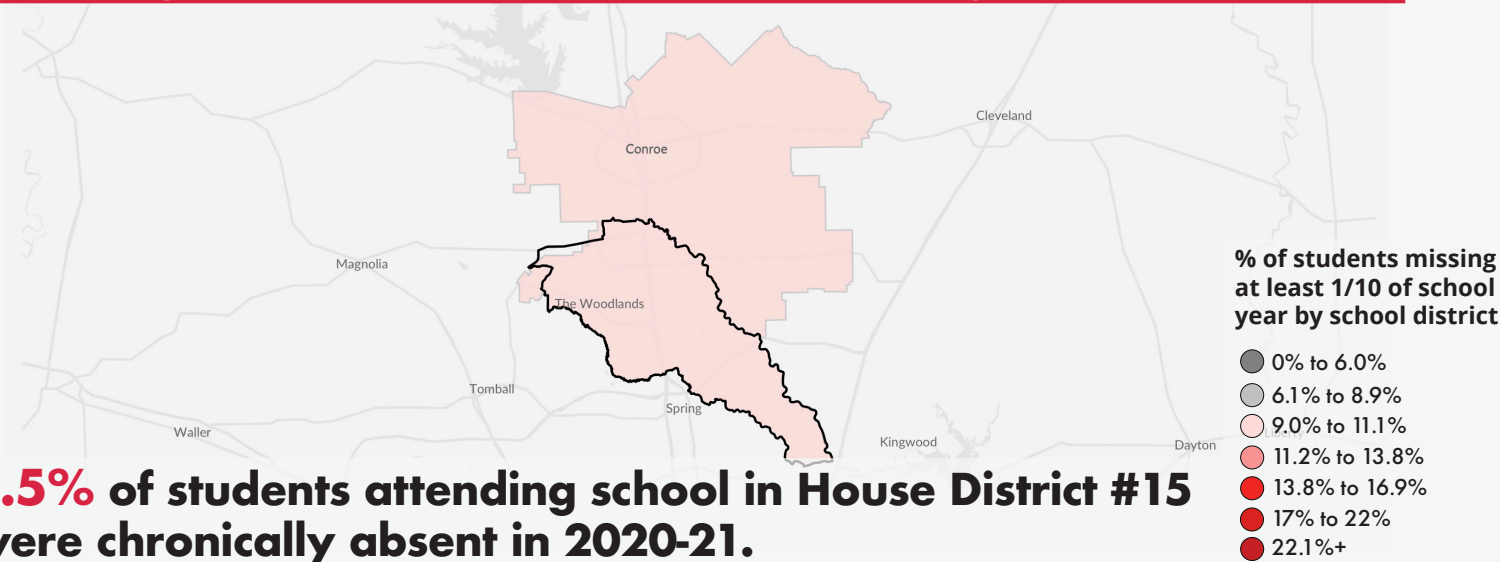 Cleveland
Conroe
Magnolia
The Woodlands
Tomball
Spring
Waller
Kingwood
Dayton
Liberty
% of students missing
at least 1/10 of school
year by school district
0% to 6.0%
6.1% to 8.9%
9.0% to 11.1%
11.2% to 13.8%
13.8% to 16.9%
17% to 22%
22.1%+
.5% of students attending school in House District #15
were chronically absent in 2020-21.